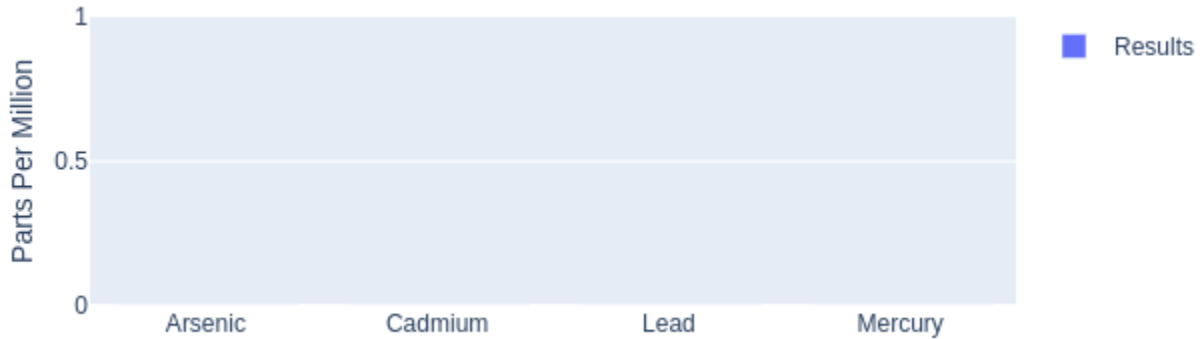 1
Results
Parts Per Million
0.5
0
Arsenic Cadmium Lead Mercury